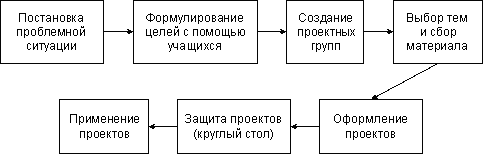 Постановка
проблемной
ситуации
Формулирование
целей с помощью
учащихся
Создание
проектных
групп
Выбор тем
и сбор
материала
Оформление
проектов
Защита проектов
(круглый стол)
Применение
проектов